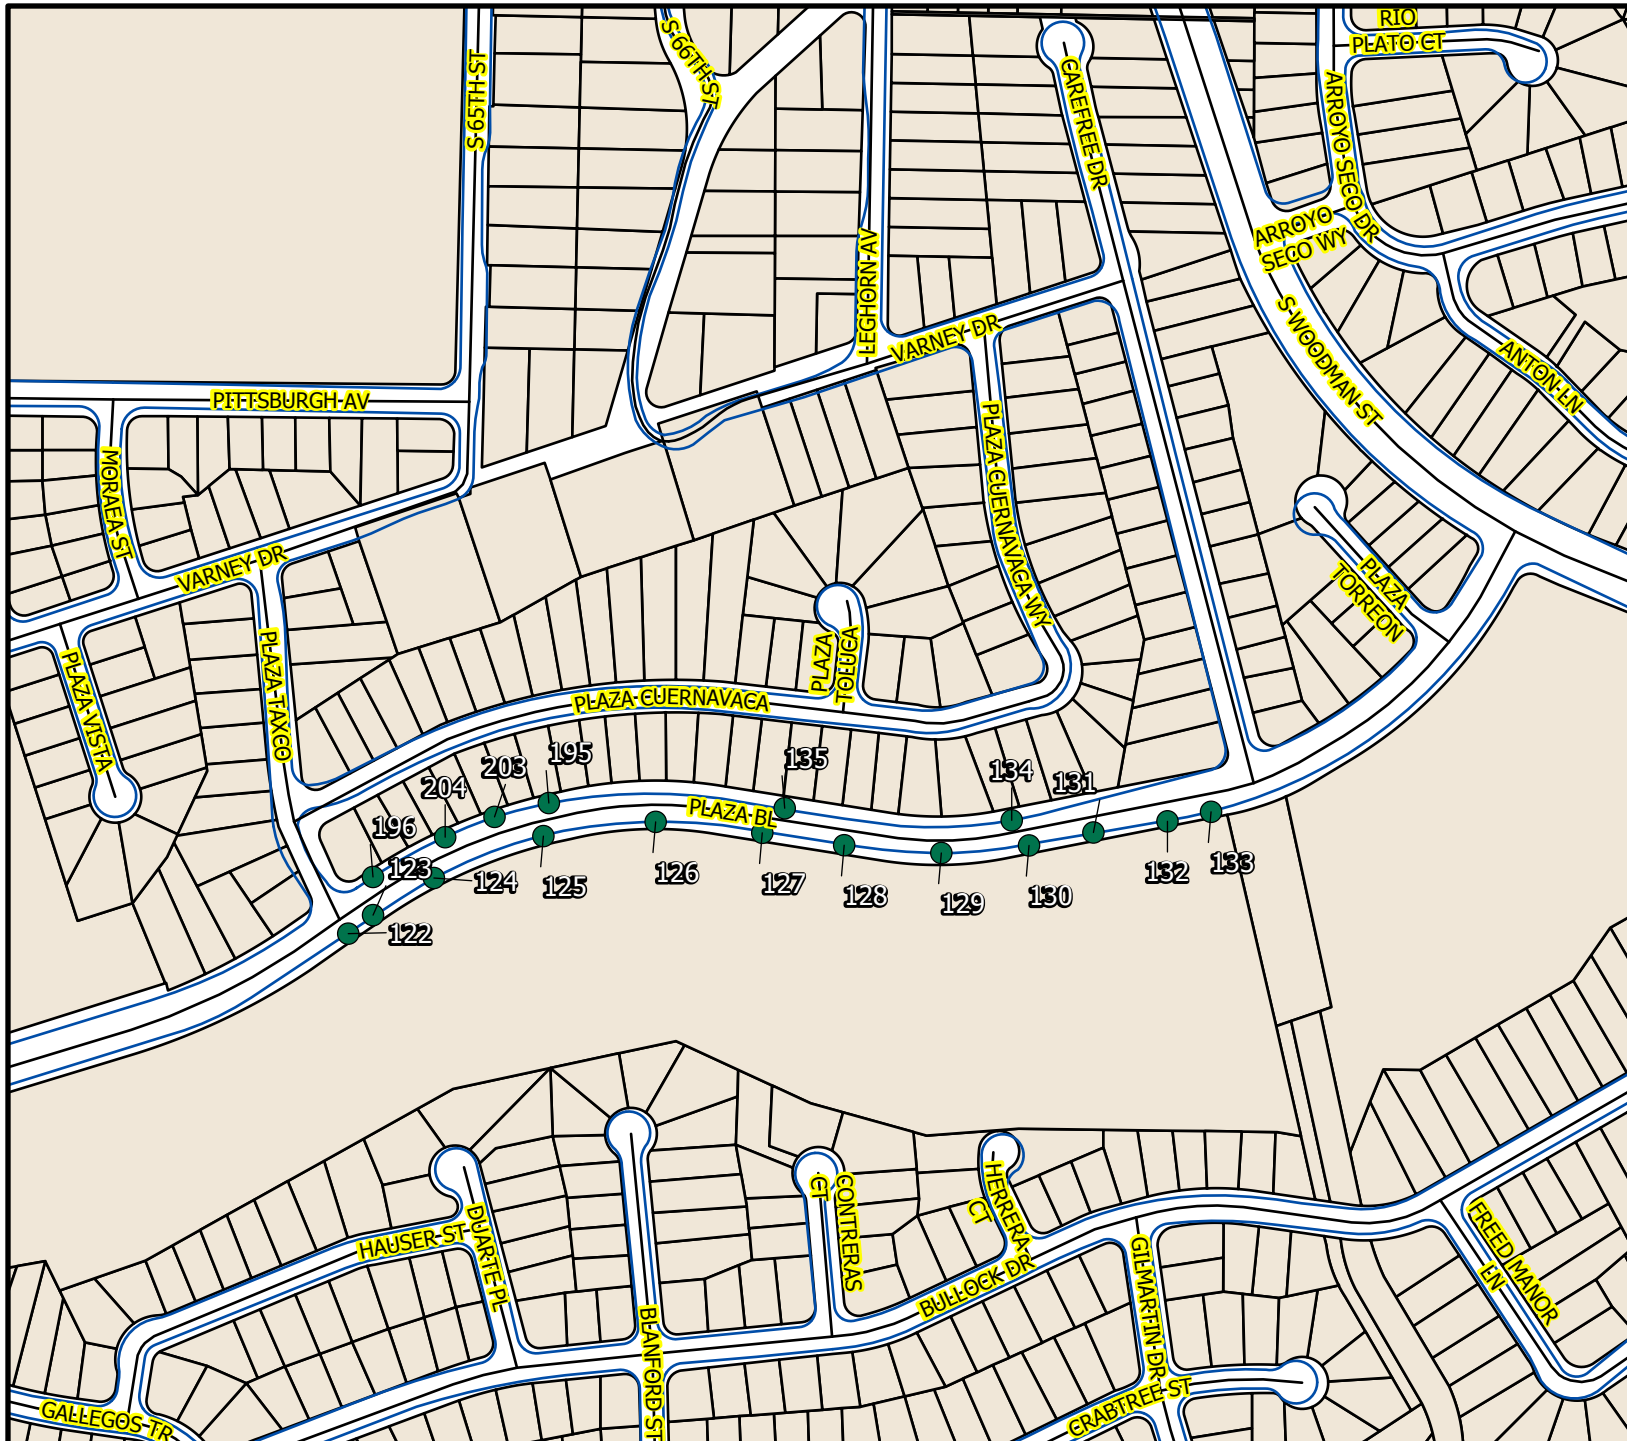 RIO
PLATO CT
S 65TH ST
S 66TH ST
CAREFREE DR
ARROYO SECO DR
ARROYO
SECO WY
LEGHORN AV
VARNEY DR
S WOODMAN ST
ANTON LN
PITTSBURGH AV
MORAEA ST
PLAZA CUERNAVACA WY
VARNEY DR
PLAZA
TORREON
PLAZA VISTA
PLAZA TAXCO
PLAZA
TOLUCA
PLAZA CUERNAVACA
PLAZA BL
204
203
195
135
134
131
196
123
124
125
126
127
128
129
130
132
133
122
HAUSER ST
DUARTE PL
BLANFORD ST
CONTRERAS
CT
HERRERA
CT
BULLOCK DR
GILMARTIN DR
FREED MANOR
LN
CRABTREE ST
GALLEGOS TR